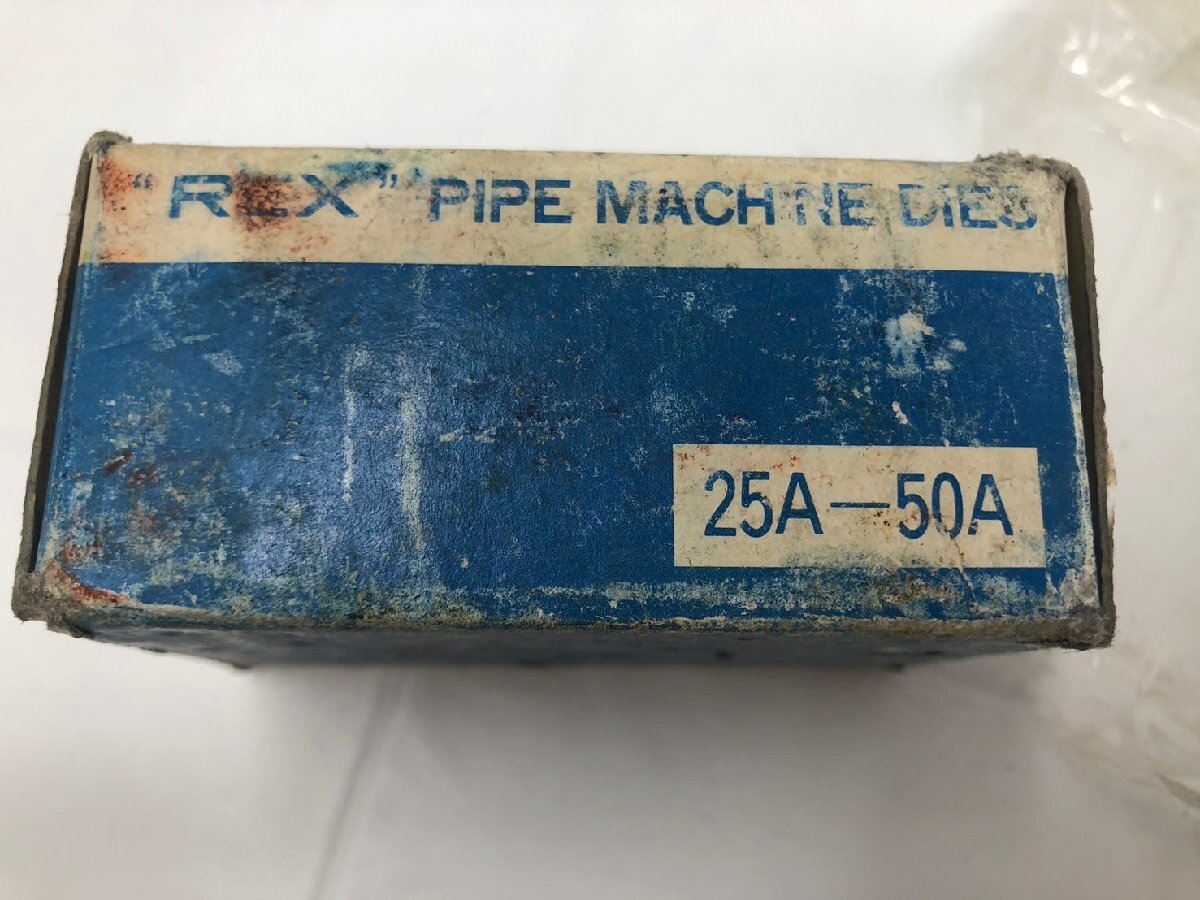 "REX" PIPE MACHINE DIES
25A—50A